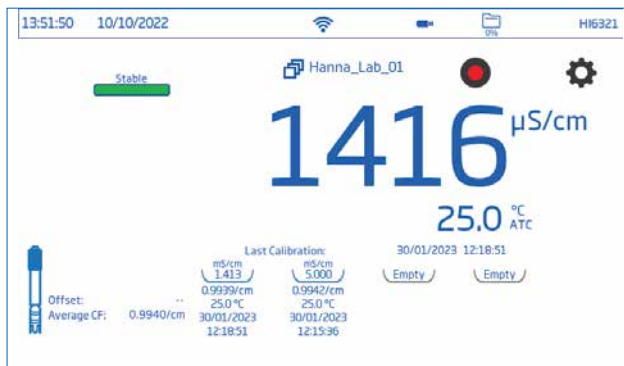 13:51:50 10/10/2022 0% HI6321
Stable
Hanna_Lab_01
1416 µS/cm
25.0 °C
ATC
Last Calibration: 30/01/2023 12:18:51
mS/cm mS/cm
1.413 5.000 Empty Empty
0.9939/cm 0.9942/cm
Offset: -- 25.0 °C 25.0 °C
Average CF: 0.9940/cm 30/01/2023 30/01/2023
12:18:51 12:15:36